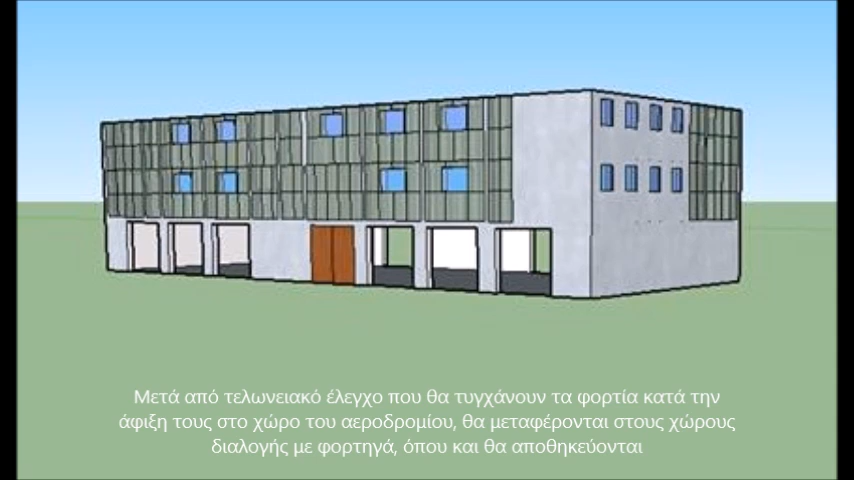 Μετά από τελωνειακό έλεγχο που θα τυγχάνουν τα φορτία κατά την
άφιξη τους στο χώρο του αεροδρομίου, θα μεταφέρονται στους χώρους
διαλογής με φορτηγά, όπου και θα αποθηκεύονται